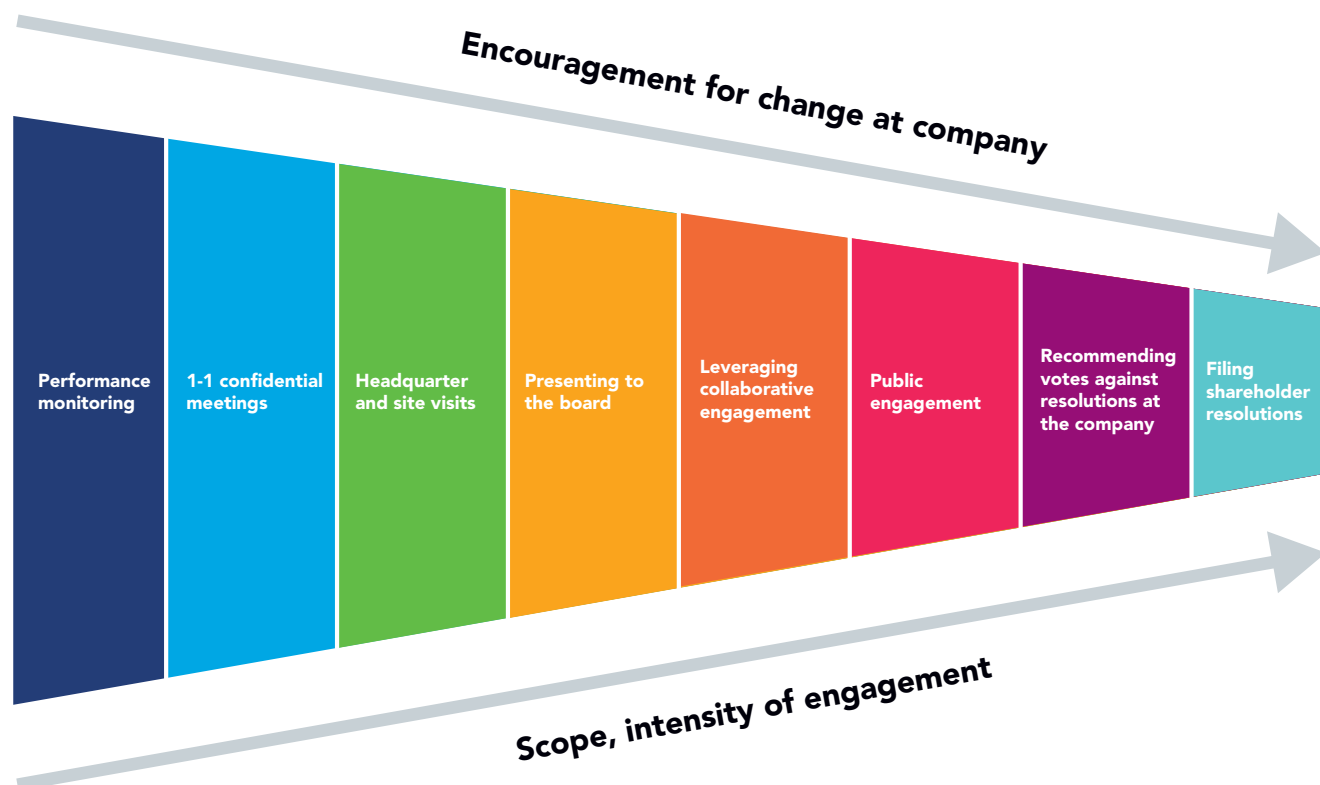 Encouragement for change at company
Performance
monitoring
1-1 confidential
meetings
Headquarter
and site visits
Presenting to
the board
Leveraging
collaborative
engagement
Public
engagement
Recommending
votes against
resolutions at
the company
Filing
shareholder
resolutions
Scope, intensity of engagement